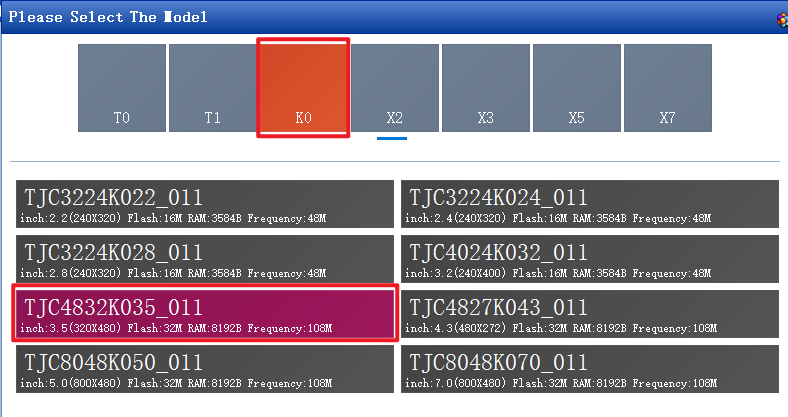 Please Select The Model
T0 T1 K0 X2 X3 X5 X7
TJC3224K022_011
inch:2.2(240X320) Flash:16M RAM:3584B Frequency:48M
TJC3224K024_011
inch:2.4(240X320) Flash:16M RAM:3584B Frequency:48M
TJC3224K028_011
inch:2.8(240X320) Flash:16M RAM:3584B Frequency:48M
TJC4024K032_011
inch:3.2(240X400) Flash:16M RAM:3584B Frequency:48M
TJC4832K035_011
inch:3.5(320X480) Flash:32M RAM:8192B Frequency:108M
TJC4827K043_011
inch:4.3(480X272) Flash:32M RAM:8192B Frequency:108M
TJC8048K050_011
inch:5.0(800X480) Flash:32M RAM:8192B Frequency:108M
TJC8048K070_011
inch:7.0(800X480) Flash:32M RAM:8192B Frequency:108M